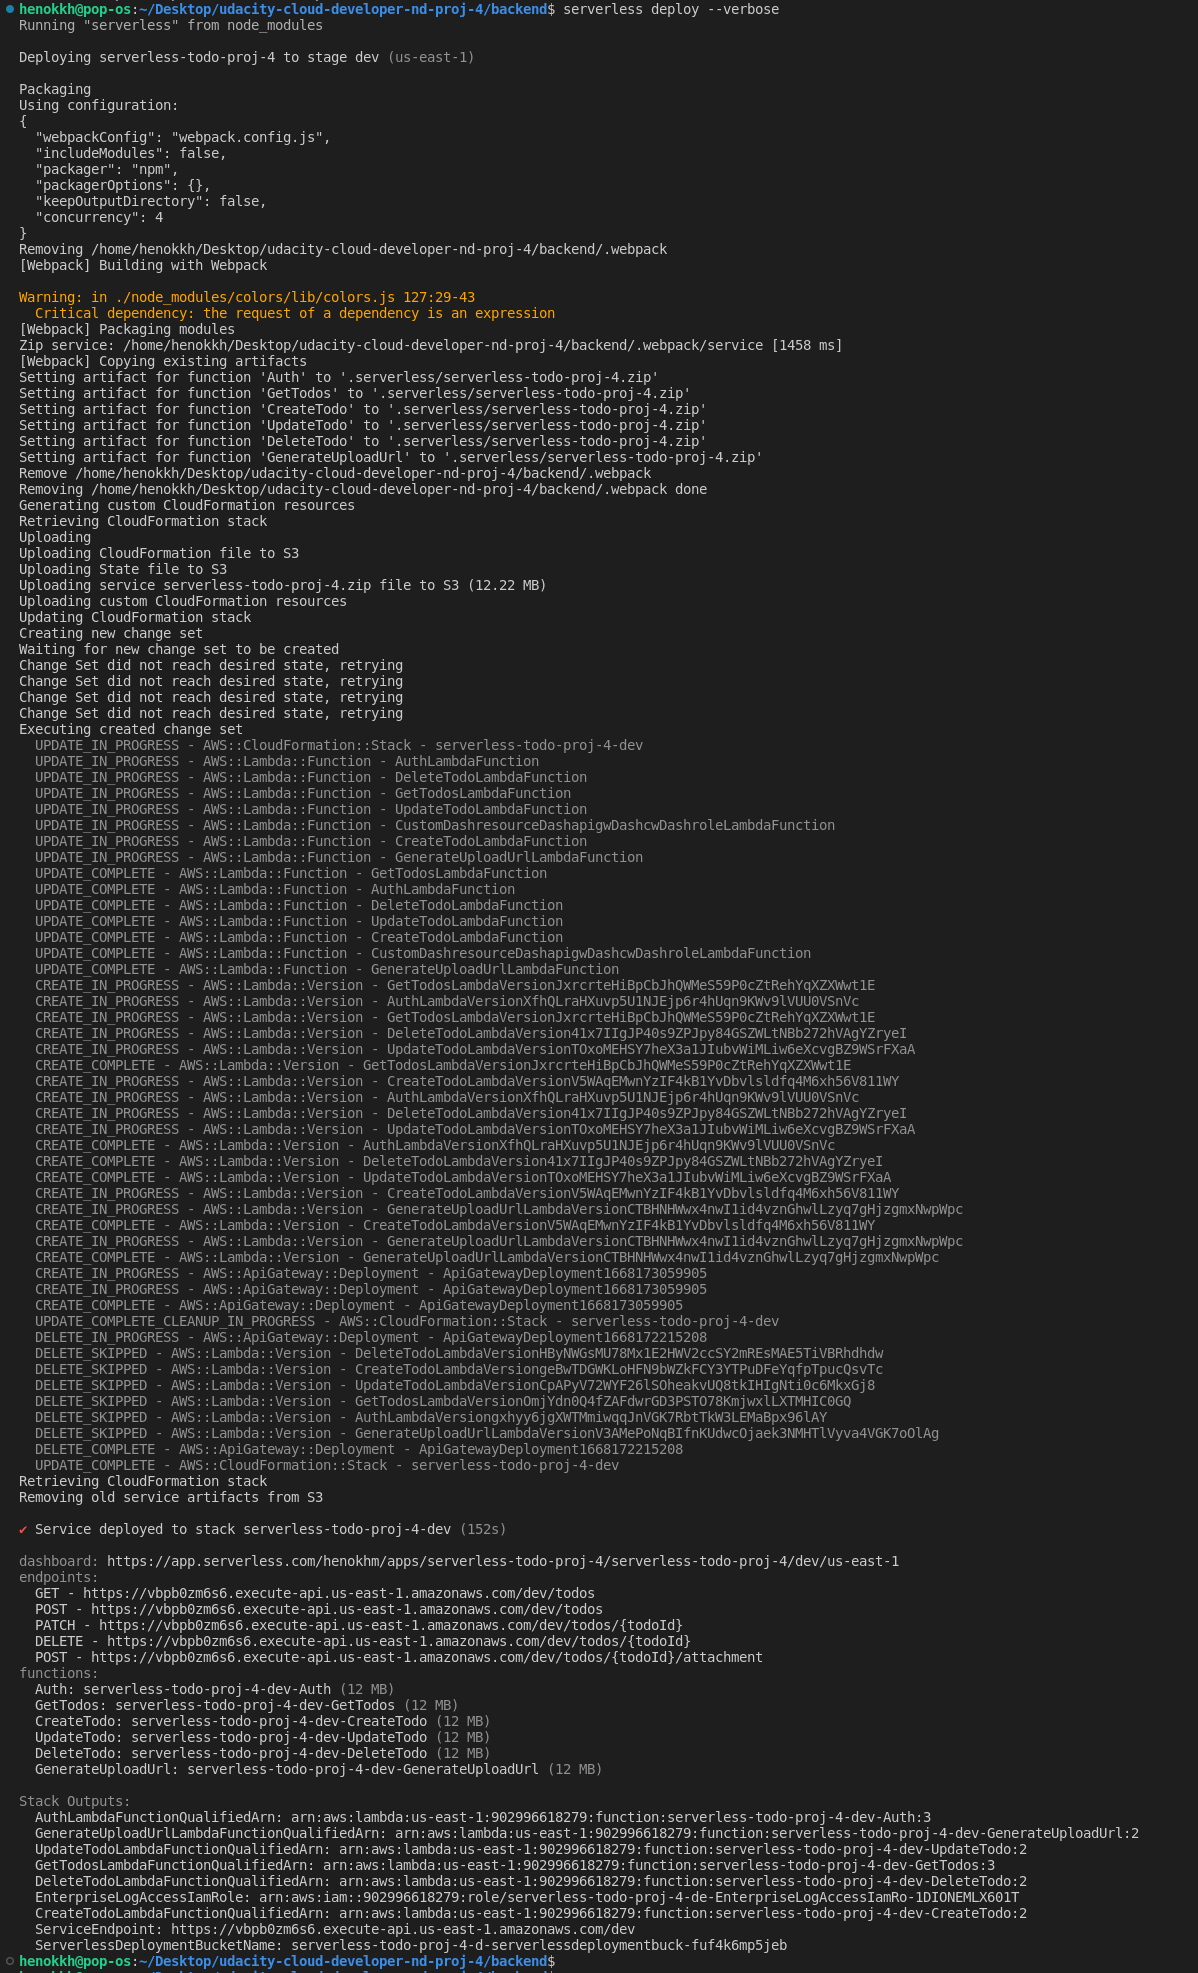 henokkh@pop-os:~/Desktop/udacity-cloud-developer-nd-proj-4/backend$ serverless deploy --verbose
Running "serverless" from node_modules

Deploying serverless-todo-proj-4 to stage dev (us-east-1)

Packaging
Using configuration:
{
  "webpackConfig": "webpack.config.js",
  "includeModules": false,
  "packager": "npm",
  "packagerOptions": {},
  "keepOutputDirectory": false,
  "concurrency": 4
}
Removing /home/henokkh/Desktop/udacity-cloud-developer-nd-proj-4/backend/.webpack
[Webpack] Building with Webpack

Warning: in ./node_modules/colors/lib/colors.js 127:29-43
  Critical dependency: the request of a dependency is an expression
[Webpack] Packaging modules
Zip service: /home/henokkh/Desktop/udacity-cloud-developer-nd-proj-4/backend/.webpack/service [1458 ms]
[Webpack] Copying existing artifacts
Setting artifact for function 'Auth' to '.serverless/serverless-todo-proj-4.zip'
Setting artifact for function 'GetTodos' to '.serverless/serverless-todo-proj-4.zip'
Setting artifact for function 'CreateTodo' to '.serverless/serverless-todo-proj-4.zip'
Setting artifact for function 'UpdateTodo' to '.serverless/serverless-todo-proj-4.zip'
Setting artifact for function 'DeleteTodo' to '.serverless/serverless-todo-proj-4.zip'
Setting artifact for function 'GenerateUploadUrl' to '.serverless/serverless-todo-proj-4.zip'
Remove /home/henokkh/Desktop/udacity-cloud-developer-nd-proj-4/backend/.webpack
Removing /home/henokkh/Desktop/udacity-cloud-developer-nd-proj-4/backend/.webpack done
Generating custom CloudFormation resources
Retrieving CloudFormation stack
Uploading
Uploading CloudFormation file to S3
Uploading State file to S3
Uploading service serverless-todo-proj-4.zip file to S3 (12.22 MB)
Uploading custom CloudFormation resources
Updating CloudFormation stack
Creating new change set
Waiting for new change set to be created
Change Set did not reach desired state, retrying
Change Set did not reach desired state, retrying
Change Set did not reach desired state, retrying
Change Set did not reach desired state, retrying
Executing created change set
  UPDATE_IN_PROGRESS - AWS::CloudFormation::Stack - serverless-todo-proj-4-dev
  UPDATE_IN_PROGRESS - AWS::Lambda::Function - AuthLambdaFunction
  UPDATE_IN_PROGRESS - AWS::Lambda::Function - DeleteTodoLambdaFunction
  UPDATE_IN_PROGRESS - AWS::Lambda::Function - GetTodosLambdaFunction
  UPDATE_IN_PROGRESS - AWS::Lambda::Function - UpdateTodoLambdaFunction
  UPDATE_IN_PROGRESS - AWS::Lambda::Function - CustomDashresourceDashapigwDashcwDashroleLambdaFunction
  UPDATE_IN_PROGRESS - AWS::Lambda::Function - CreateTodoLambdaFunction
  UPDATE_IN_PROGRESS - AWS::Lambda::Function - GenerateUploadUrlLambdaFunction
  UPDATE_COMPLETE - AWS::Lambda::Function - GetTodosLambdaFunction
  UPDATE_COMPLETE - AWS::Lambda::Function - AuthLambdaFunction
  UPDATE_COMPLETE - AWS::Lambda::Function - DeleteTodoLambdaFunction
  UPDATE_COMPLETE - AWS::Lambda::Function - UpdateTodoLambdaFunction
  UPDATE_COMPLETE - AWS::Lambda::Function - CreateTodoLambdaFunction
  UPDATE_COMPLETE - AWS::Lambda::Function - CustomDashresourceDashapigwDashcwDashroleLambdaFunction
  UPDATE_COMPLETE - AWS::Lambda::Function - GenerateUploadUrlLambdaFunction
  CREATE_IN_PROGRESS - AWS::Lambda::Version - GetTodosLambdaVersionJxrcrteHiBpCbJhQWMeS59P0cZtRehYqXZXWwt1E
  CREATE_IN_PROGRESS - AWS::Lambda::Version - AuthLambdaVersionXfhQLraHXuvp5U1NJEjp6r4hUqn9KWv9lVUU0VSnVc
  CREATE_IN_PROGRESS - AWS::Lambda::Version - GetTodosLambdaVersionJxrcrteHiBpCbJhQWMeS59P0cZtRehYqXZXWwt1E
  CREATE_IN_PROGRESS - AWS::Lambda::Version - DeleteTodoLambdaVersion41x7IIgJP40s9ZPJpy84GSZWLtNBb272hVAgYZryeI
  CREATE_IN_PROGRESS - AWS::Lambda::Version - UpdateTodoLambdaVersionTOxoMEHSY7heX3a1JIubvWiMLiw6eXcvgBZ9WSrFXaA
  CREATE_COMPLETE - AWS::Lambda::Version - GetTodosLambdaVersionJxrcrteHiBpCbJhQWMeS59P0cZtRehYqXZXWwt1E
  CREATE_IN_PROGRESS - AWS::Lambda::Version - CreateTodoLambdaVersionV5WAqEMwnYzIF4kB1YvDbvlsldfq4M6xh56V811WY
  CREATE_IN_PROGRESS - AWS::Lambda::Version - AuthLambdaVersionXfhQLraHXuvp5U1NJEjp6r4hUqn9KWv9lVUU0VSnVc
  CREATE_IN_PROGRESS - AWS::Lambda::Version - DeleteTodoLambdaVersion41x7IIgJP40s9ZPJpy84GSZWLtNBb272hVAgYZryeI
  CREATE_IN_PROGRESS - AWS::Lambda::Version - UpdateTodoLambdaVersionTOxoMEHSY7heX3a1JIubvWiMLiw6eXcvgBZ9WSrFXaA
  CREATE_COMPLETE - AWS::Lambda::Version - AuthLambdaVersionXfhQLraHXuvp5U1NJEjp6r4hUqn9KWv9lVUU0VSnVc
  CREATE_COMPLETE - AWS::Lambda::Version - DeleteTodoLambdaVersion41x7IIgJP40s9ZPJpy84GSZWLtNBb272hVAgYZryeI
  CREATE_COMPLETE - AWS::Lambda::Version - UpdateTodoLambdaVersionTOxoMEHSY7heX3a1JIubvWiMLiw6eXcvgBZ9WSrFXaA
  CREATE_IN_PROGRESS - AWS::Lambda::Version - CreateTodoLambdaVersionV5WAqEMwnYzIF4kB1YvDbvlsldfq4M6xh56V811WY
  CREATE_IN_PROGRESS - AWS::Lambda::Version - GenerateUploadUrlLambdaVersionCTBHNHWwx4nwI1id4vznGhwlLzyq7gHjzgmxNwpWpc
  CREATE_COMPLETE - AWS::Lambda::Version - CreateTodoLambdaVersionV5WAqEMwnYzIF4kB1YvDbvlsldfq4M6xh56V811WY
  CREATE_IN_PROGRESS - AWS::Lambda::Version - GenerateUploadUrlLambdaVersionCTBHNHWwx4nwI1id4vznGhwlLzyq7gHjzgmxNwpWpc
  CREATE_COMPLETE - AWS::Lambda::Version - GenerateUploadUrlLambdaVersionCTBHNHWwx4nwI1id4vznGhwlLzyq7gHjzgmxNwpWpc
  CREATE_IN_PROGRESS - AWS::ApiGateway::Deployment - ApiGatewayDeployment1668173059905
  CREATE_IN_PROGRESS - AWS::ApiGateway::Deployment - ApiGatewayDeployment1668173059905
  CREATE_COMPLETE - AWS::ApiGateway::Deployment - ApiGatewayDeployment1668173059905
  UPDATE_COMPLETE_CLEANUP_IN_PROGRESS - AWS::CloudFormation::Stack - serverless-todo-proj-4-dev
  DELETE_IN_PROGRESS - AWS::ApiGateway::Deployment - ApiGatewayDeployment1668172215208
  DELETE_SKIPPED - AWS::Lambda::Version - DeleteTodoLambdaVersionHByNWGsMU78Mx1E2HWV2ccSY2mREsMAE5TiVBRhdhdw
  DELETE_SKIPPED - AWS::Lambda::Version - CreateTodoLambdaVersiongeBwTDGWKLoHFN9bWZkFCY3YTPuDFeYqfpTpucQsvTc
  DELETE_SKIPPED - AWS::Lambda::Version - UpdateTodoLambdaVersionCpAPyV72WYF26lSOheakvUQ8tkIHIgNti0c6MkxGj8
  DELETE_SKIPPED - AWS::Lambda::Version - GetTodosLambdaVersionOmjYdn0Q4fZAFdwrGD3PSTO78KmjwxlLXTMHIC0GQ
  DELETE_SKIPPED - AWS::Lambda::Version - AuthLambdaVersiongxhyy6jgXWTMmiwqqJnVGK7RbtTkW3LEMaBpx96lAY
  DELETE_SKIPPED - AWS::Lambda::Version - GenerateUploadUrlLambdaVersionV3AMePoNqBIfnKUdwcOjaek3NMHTlVyva4VGK7oOlAg
  DELETE_COMPLETE - AWS::ApiGateway::Deployment - ApiGatewayDeployment1668172215208
  UPDATE_COMPLETE - AWS::CloudFormation::Stack - serverless-todo-proj-4-dev
Retrieving CloudFormation stack
Removing old service artifacts from S3

✔ Service deployed to stack serverless-todo-proj-4-dev (152s)

dashboard: https://app.serverless.com/henokhm/apps/serverless-todo-proj-4/serverless-todo-proj-4/dev/us-east-1
endpoints:
  GET - https://vbpb0zm6s6.execute-api.us-east-1.amazonaws.com/dev/todos
  POST - https://vbpb0zm6s6.execute-api.us-east-1.amazonaws.com/dev/todos
  PATCH - https://vbpb0zm6s6.execute-api.us-east-1.amazonaws.com/dev/todos/{todoId}
  DELETE - https://vbpb0zm6s6.execute-api.us-east-1.amazonaws.com/dev/todos/{todoId}
  POST - https://vbpb0zm6s6.execute-api.us-east-1.amazonaws.com/dev/todos/{todoId}/attachment
functions:
  Auth: serverless-todo-proj-4-dev-Auth (12 MB)
  GetTodos: serverless-todo-proj-4-dev-GetTodos (12 MB)
  CreateTodo: serverless-todo-proj-4-dev-CreateTodo (12 MB)
  UpdateTodo: serverless-todo-proj-4-dev-UpdateTodo (12 MB)
  DeleteTodo: serverless-todo-proj-4-dev-DeleteTodo (12 MB)
  GenerateUploadUrl: serverless-todo-proj-4-dev-GenerateUploadUrl (12 MB)

Stack Outputs:
  AuthLambdaFunctionQualifiedArn: arn:aws:lambda:us-east-1:902996618279:function:serverless-todo-proj-4-dev-Auth:3
  GenerateUploadUrlLambdaFunctionQualifiedArn: arn:aws:lambda:us-east-1:902996618279:function:serverless-todo-proj-4-dev-GenerateUploadUrl:2
  UpdateTodoLambdaFunctionQualifiedArn: arn:aws:lambda:us-east-1:902996618279:function:serverless-todo-proj-4-dev-UpdateTodo:2
  GetTodosLambdaFunctionQualifiedArn: arn:aws:lambda:us-east-1:902996618279:function:serverless-todo-proj-4-dev-GetTodos:3
  DeleteTodoLambdaFunctionQualifiedArn: arn:aws:lambda:us-east-1:902996618279:function:serverless-todo-proj-4-dev-DeleteTodo:2
  EnterpriseLogAccessIamRole: arn:aws:iam::902996618279:role/serverless-todo-proj-4-de-EnterpriseLogAccessIamRo-1DIONEMLX601T
  CreateTodoLambdaFunctionQualifiedArn: arn:aws:lambda:us-east-1:902996618279:function:serverless-todo-proj-4-dev-CreateTodo:2
  ServiceEndpoint: https://vbpb0zm6s6.execute-api.us-east-1.amazonaws.com/dev
  ServerlessDeploymentBucketName: serverless-todo-proj-4-d-serverlessdeploymentbuck-fuf4k6mp5jeb
henokkh@pop-os:~/Desktop/udacity-cloud-developer-nd-proj-4/backend$